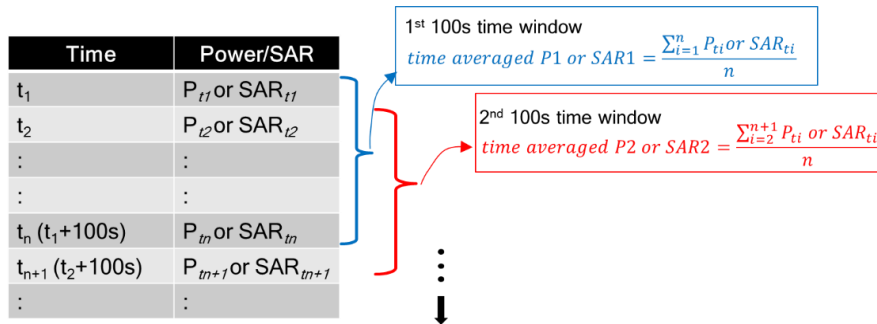 Time Power/SAR
t1 Pt1 or SARt1
t2 Pt2 or SARt2
: :
: :
tn (t1+100s) Ptn or SARtn
tn+1 (t2+100s) Ptn+1 or SARtn+1
: :
1st 100s time window
time averaged P1 or SAR1 = ∑ⁿᵢ₌₁ Pti or SARti / n
2nd 100s time window
time averaged P2 or SAR2 = ∑ⁿ⁺¹ᵢ₌₂ Pti or SARti / n